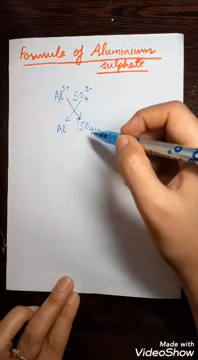 Formula of Aluminium
sulphate
Al³⁺ SO₄²⁻
Al (SO₄)
Made with
VideoShow